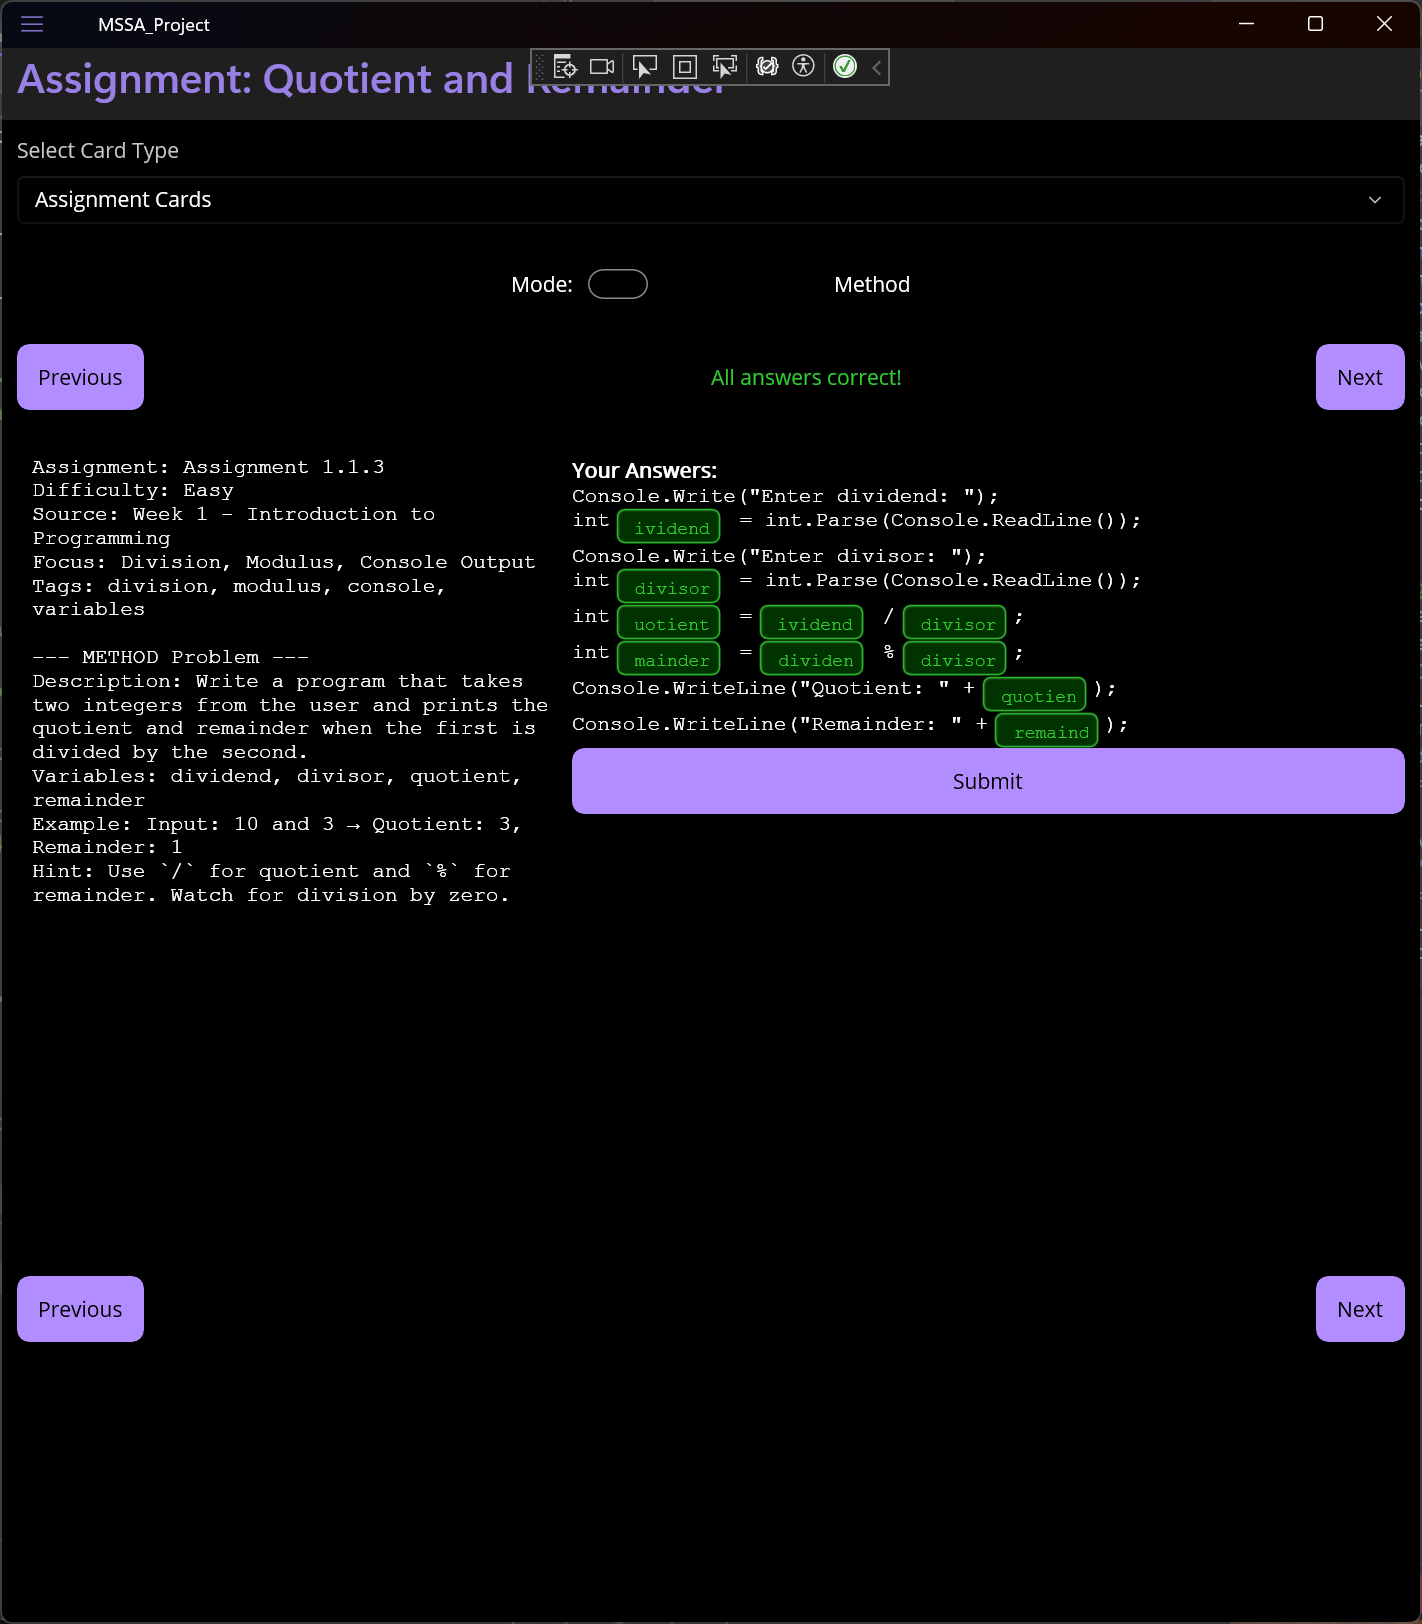 MSSA_Project
Assignment: Quotient and
Select Card Type
Assignment Cards
Mode: Method
Previous All answers correct! Next
Assignment: Assignment 1.1.3
Difficulty: Easy
Source: Week 1 – Introduction to
Programming
Focus: Division, Modulus, Console Output
Tags: division, modulus, console,
variables
--- METHOD Problem ---
Description: Write a program that takes
two integers from the user and prints the
quotient and remainder when the first is
divided by the second.
Variables: dividend, divisor, quotient,
remainder
Example: Input: 10 and 3 → Quotient: 3,
Remainder: 1
Hint: Use `/` for quotient and `%` for
remainder. Watch for division by zero.
Your Answers:
Console.Write("Enter dividend: ");
int ividend = int.Parse(Console.ReadLine());
Console.Write("Enter divisor: ");
int divisor = int.Parse(Console.ReadLine());
int uotient = ividend / divisor ;
int mainder = dividen % divisor ;
Console.WriteLine("Quotient: " + quotien );
Console.WriteLine("Remainder: " + remaind );
Submit
Previous Next